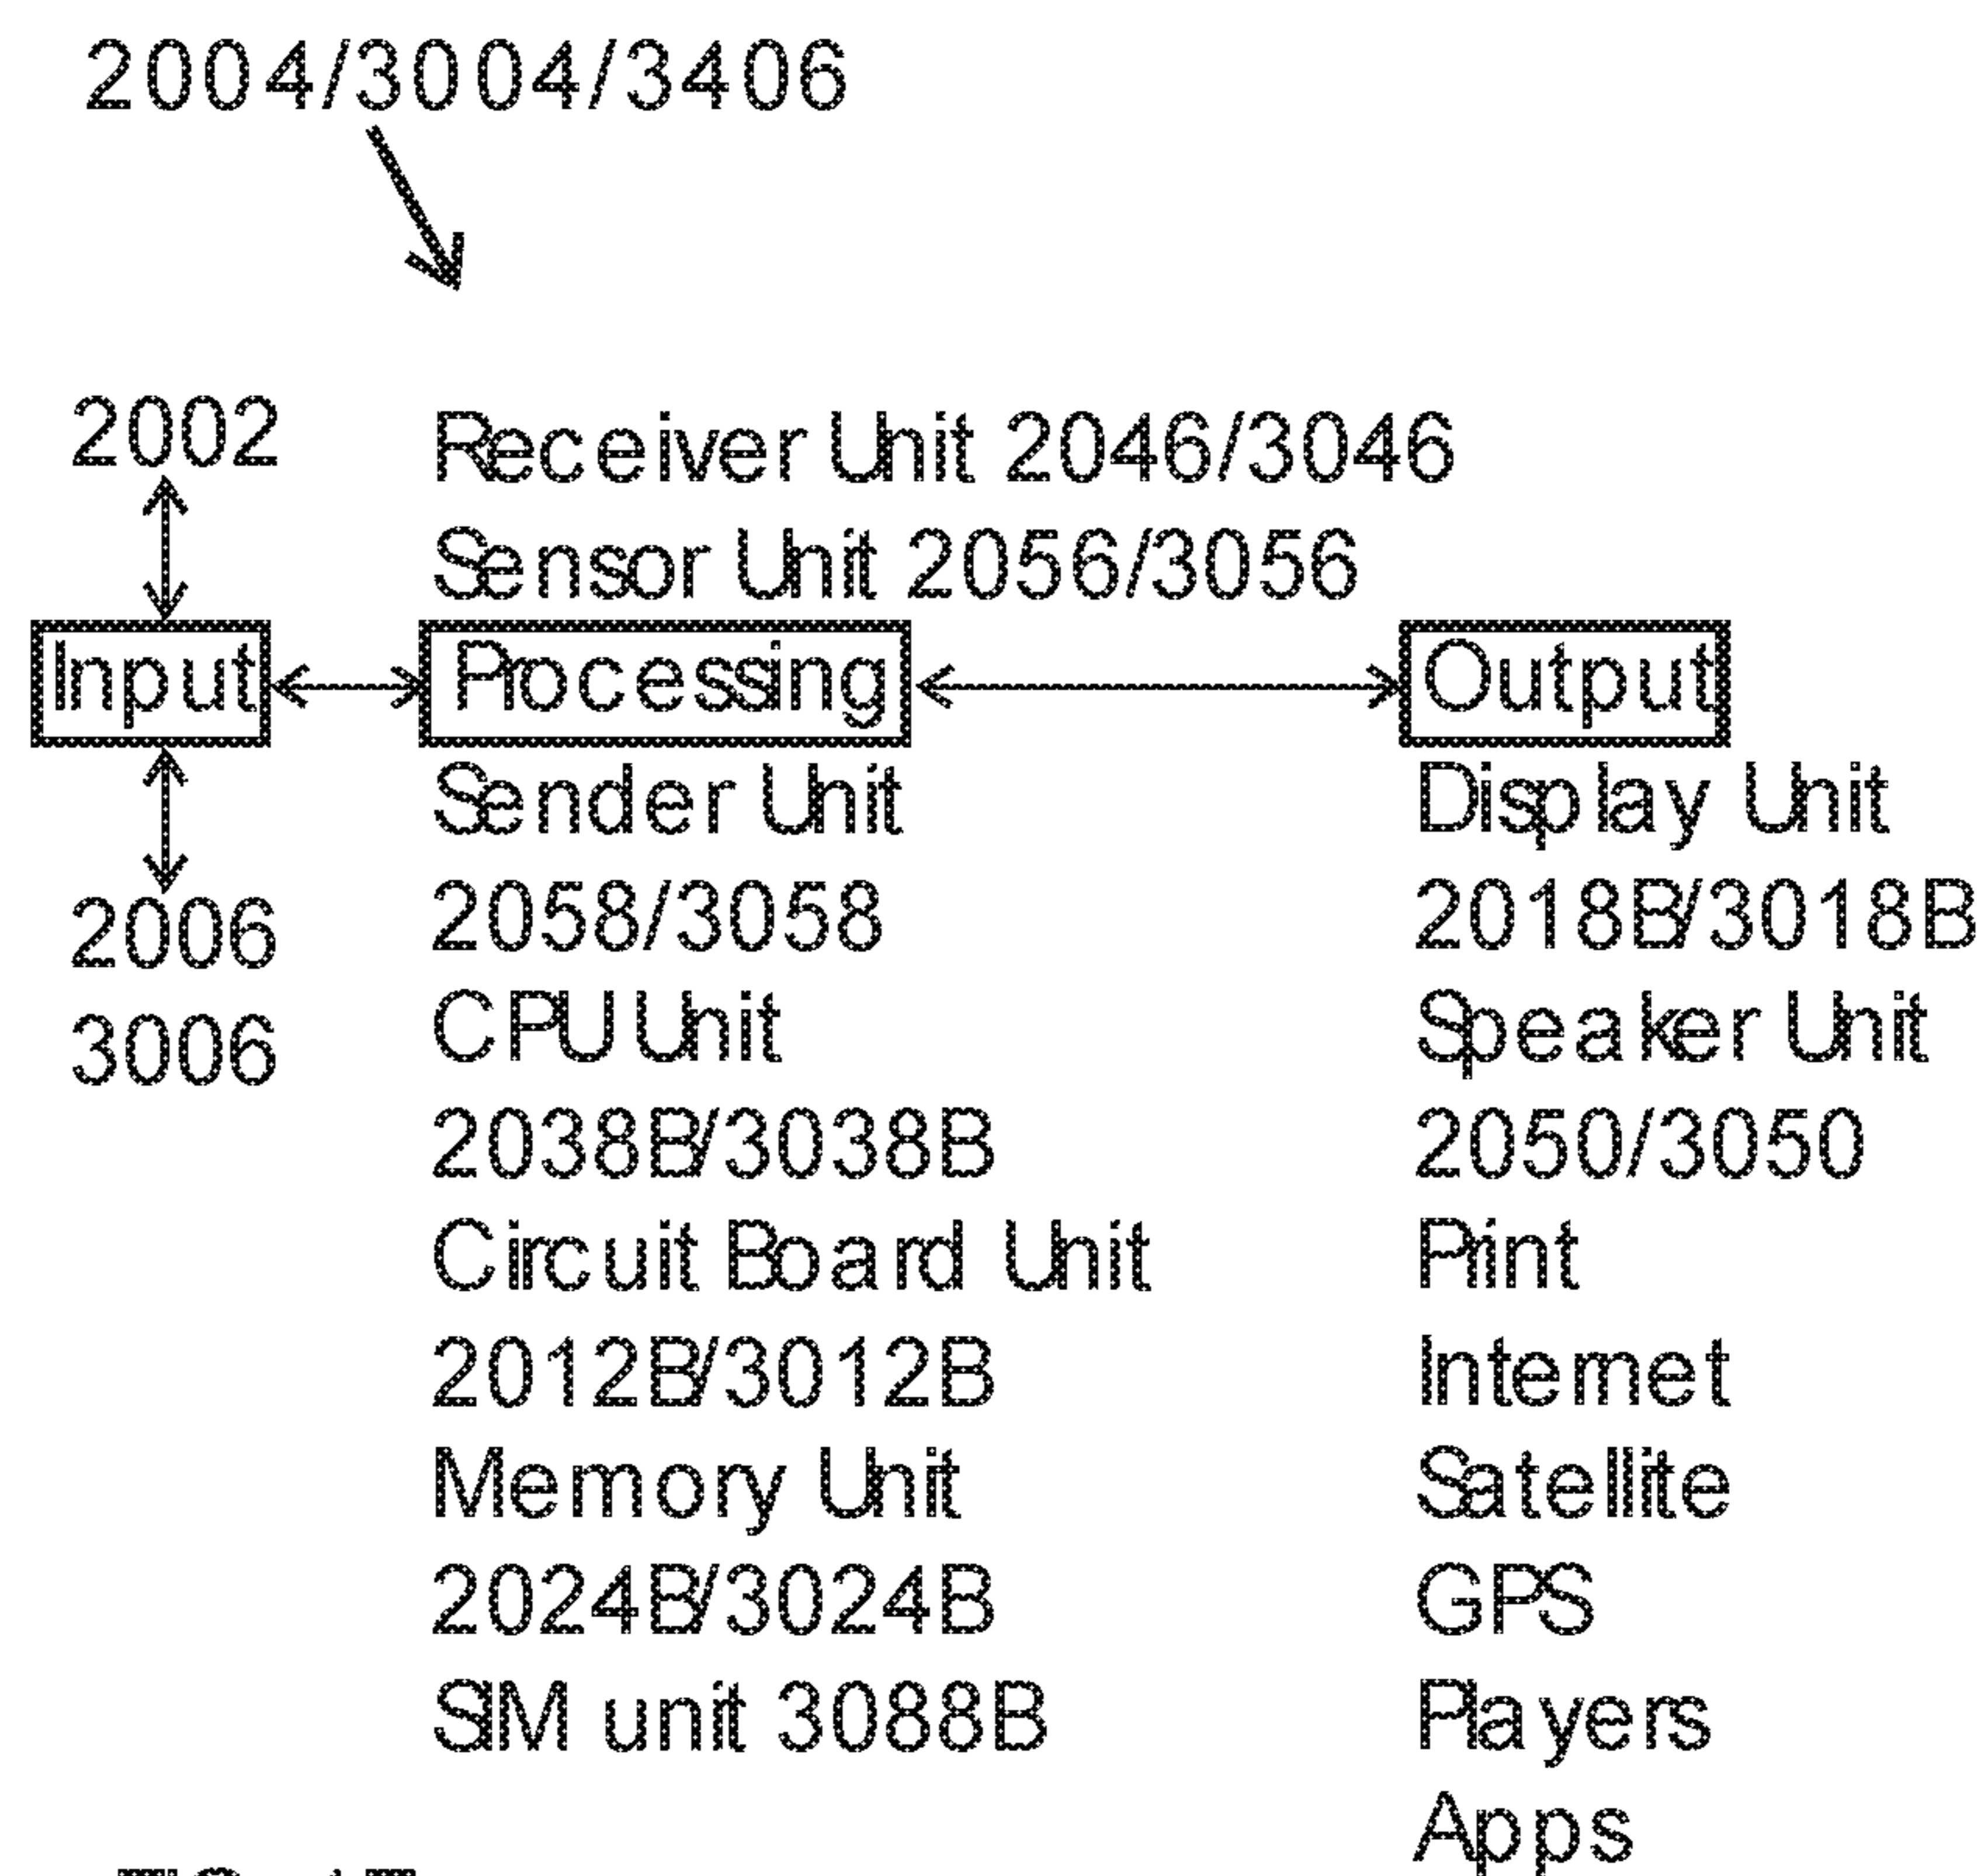 2004/3004/3406
2002
Receiver Unit 2046/3046
Sensor Unit 2056/3056
Input
Processing
Output
2006
3006
Sender Unit
2058/3058
CPU Unit
2038B/3038B
Circuit Board Unit
2012B/3012B
Memory Unit
2024B/3024B
SIM unit 3088B
Display Unit
2018B/3018B
Speaker Unit
2050/3050
Print
Internet
Satellite
GPS
Players
Apps